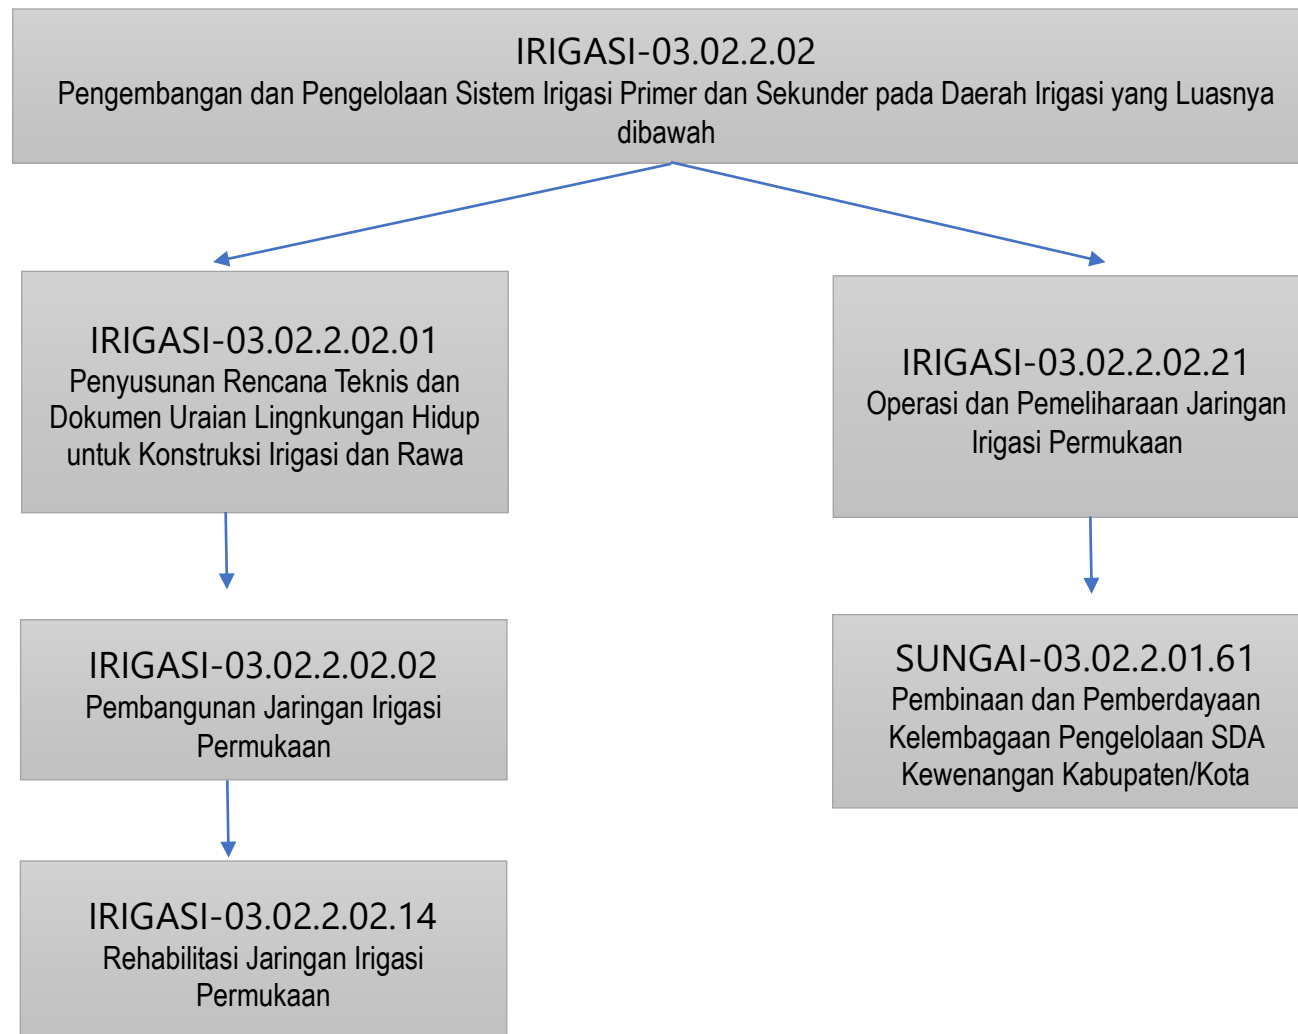 IRIGASI-03.02.2.02
Pengembangan dan Pengelolaan Sistem Irigasi Primer dan Sekunder pada Daerah Irigasi yang Luasnya
dibawah
IRIGASI-03.02.2.02.01
Penyusunan Rencana Teknis dan
Dokumen Uraian Lingnkungan Hidup
untuk Konstruksi Irigasi dan Rawa
IRIGASI-03.02.2.02.21
Operasi dan Pemeliharaan Jaringan
Irigasi Permukaan
IRIGASI-03.02.2.02.02
Pembangunan Jaringan Irigasi
Permukaan
SUNGAI-03.02.2.01.61
Pembinaan dan Pemberdayaan
Kelembagaan Pengelolaan SDA
Kewenangan Kabupaten/Kota
IRIGASI-03.02.2.02.14
Rehabilitasi Jaringan Irigasi
Permukaan